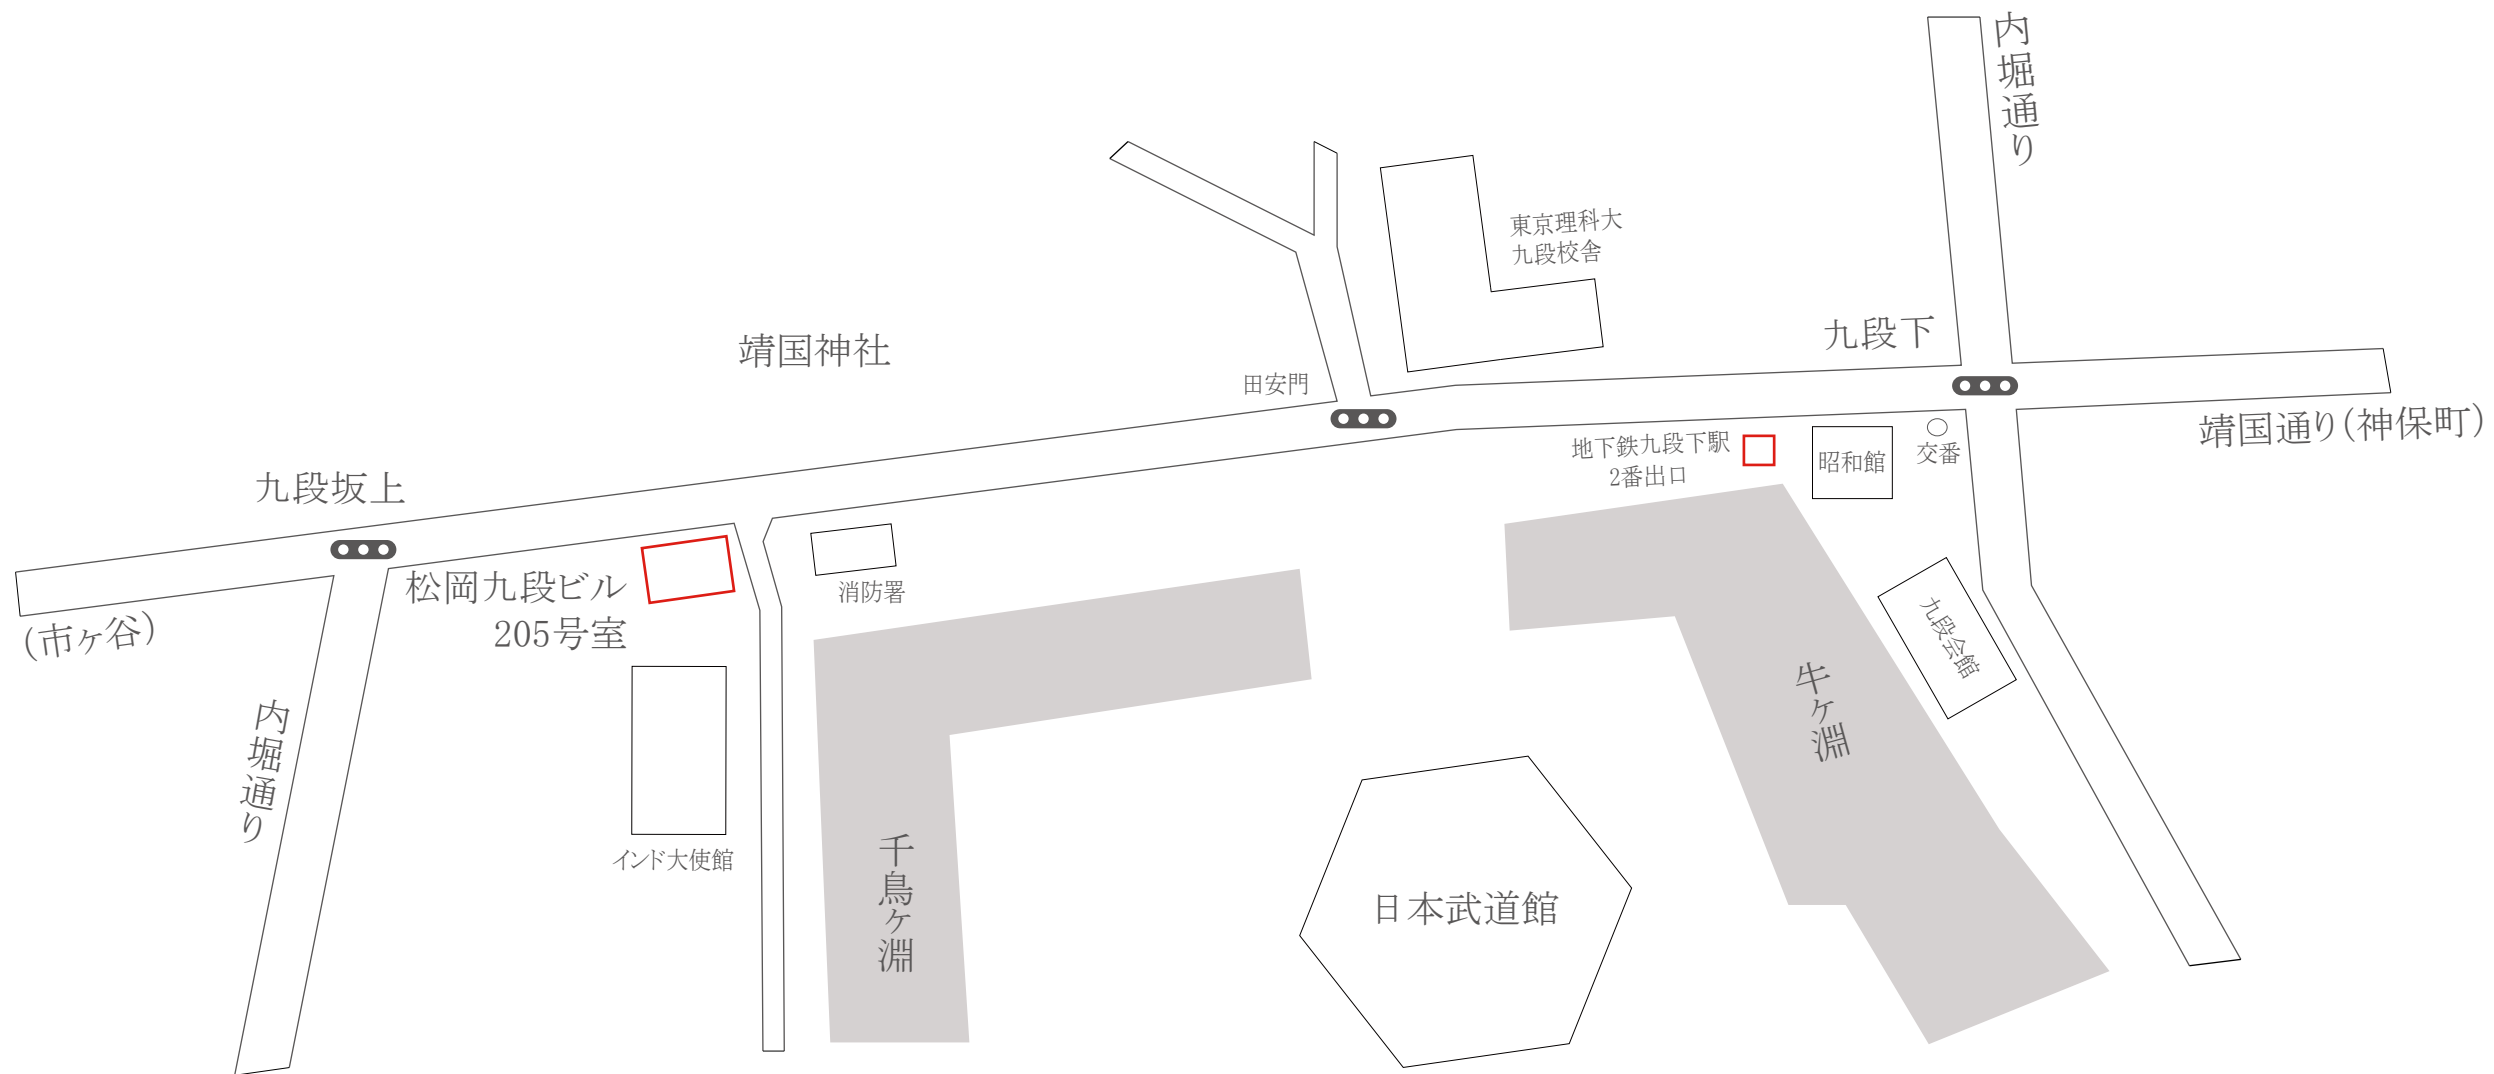 内堀通り
東京理科大
九段校舎
九段下
靖国神社
田安門
靖国通り(神保町)
地下鉄九段下駅
2番出口
昭和館
交番
九段坂上
松岡九段ビル
205号室
消防署
(市ヶ谷)
九段会館
内堀通り
牛ヶ淵
インド大使館
千鳥ヶ淵
日本武道館